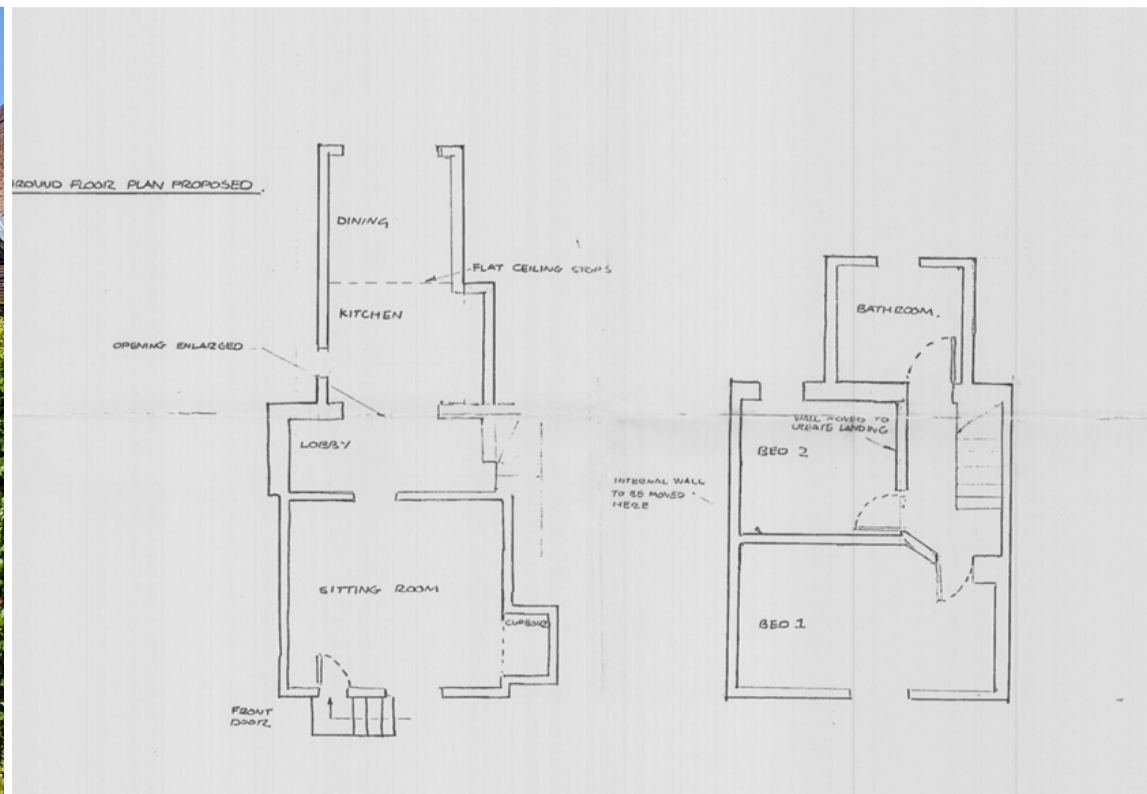 GROUND FLOOR PLAN PROPOSED.
DINING
FLAT CEILING STOPS
KITCHEN
OPENING ENLARGED
LOBBY
SITTING ROOM
CUPBOARD
FRONT
DOOR
BATHROOM.
WALL MOVED TO
CREATE LANDING
BED 2
INTERNAL WALL
TO BE MOVED
HERE
BED 1